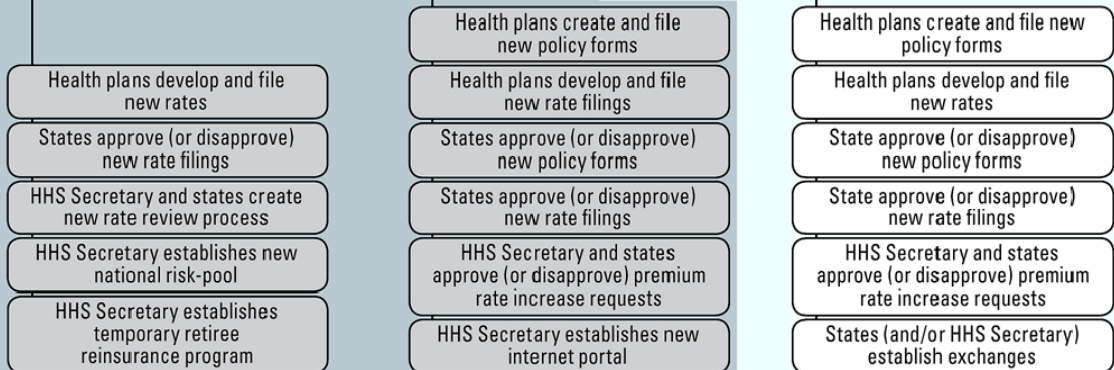 Health plans develop and file
new rates
States approve (or disapprove)
new rate filings
HHS Secretary and states create
new rate review process
HHS Secretary establishes new
national risk-pool
HHS Secretary establishes
temporary retiree
reinsurance program
Health plans create and file
new policy forms
Health plans develop and file
new rate filings
States approve (or disapprove)
new policy forms
States approve (or disapprove)
new rate filings
HHS Secretary and states
approve (or disapprove) premium
rate increase requests
HHS Secretary establishes new
internet portal
Health plans create and file new
policy forms
Health plans develop and file
new rates
State approve (or disapprove)
new policy forms
State approve (or disapprove)
new rate filings
HHS Secretary and states
approve (or disapprove) premium
rate increase requests
States (and/or HHS Secretary)
establish exchanges